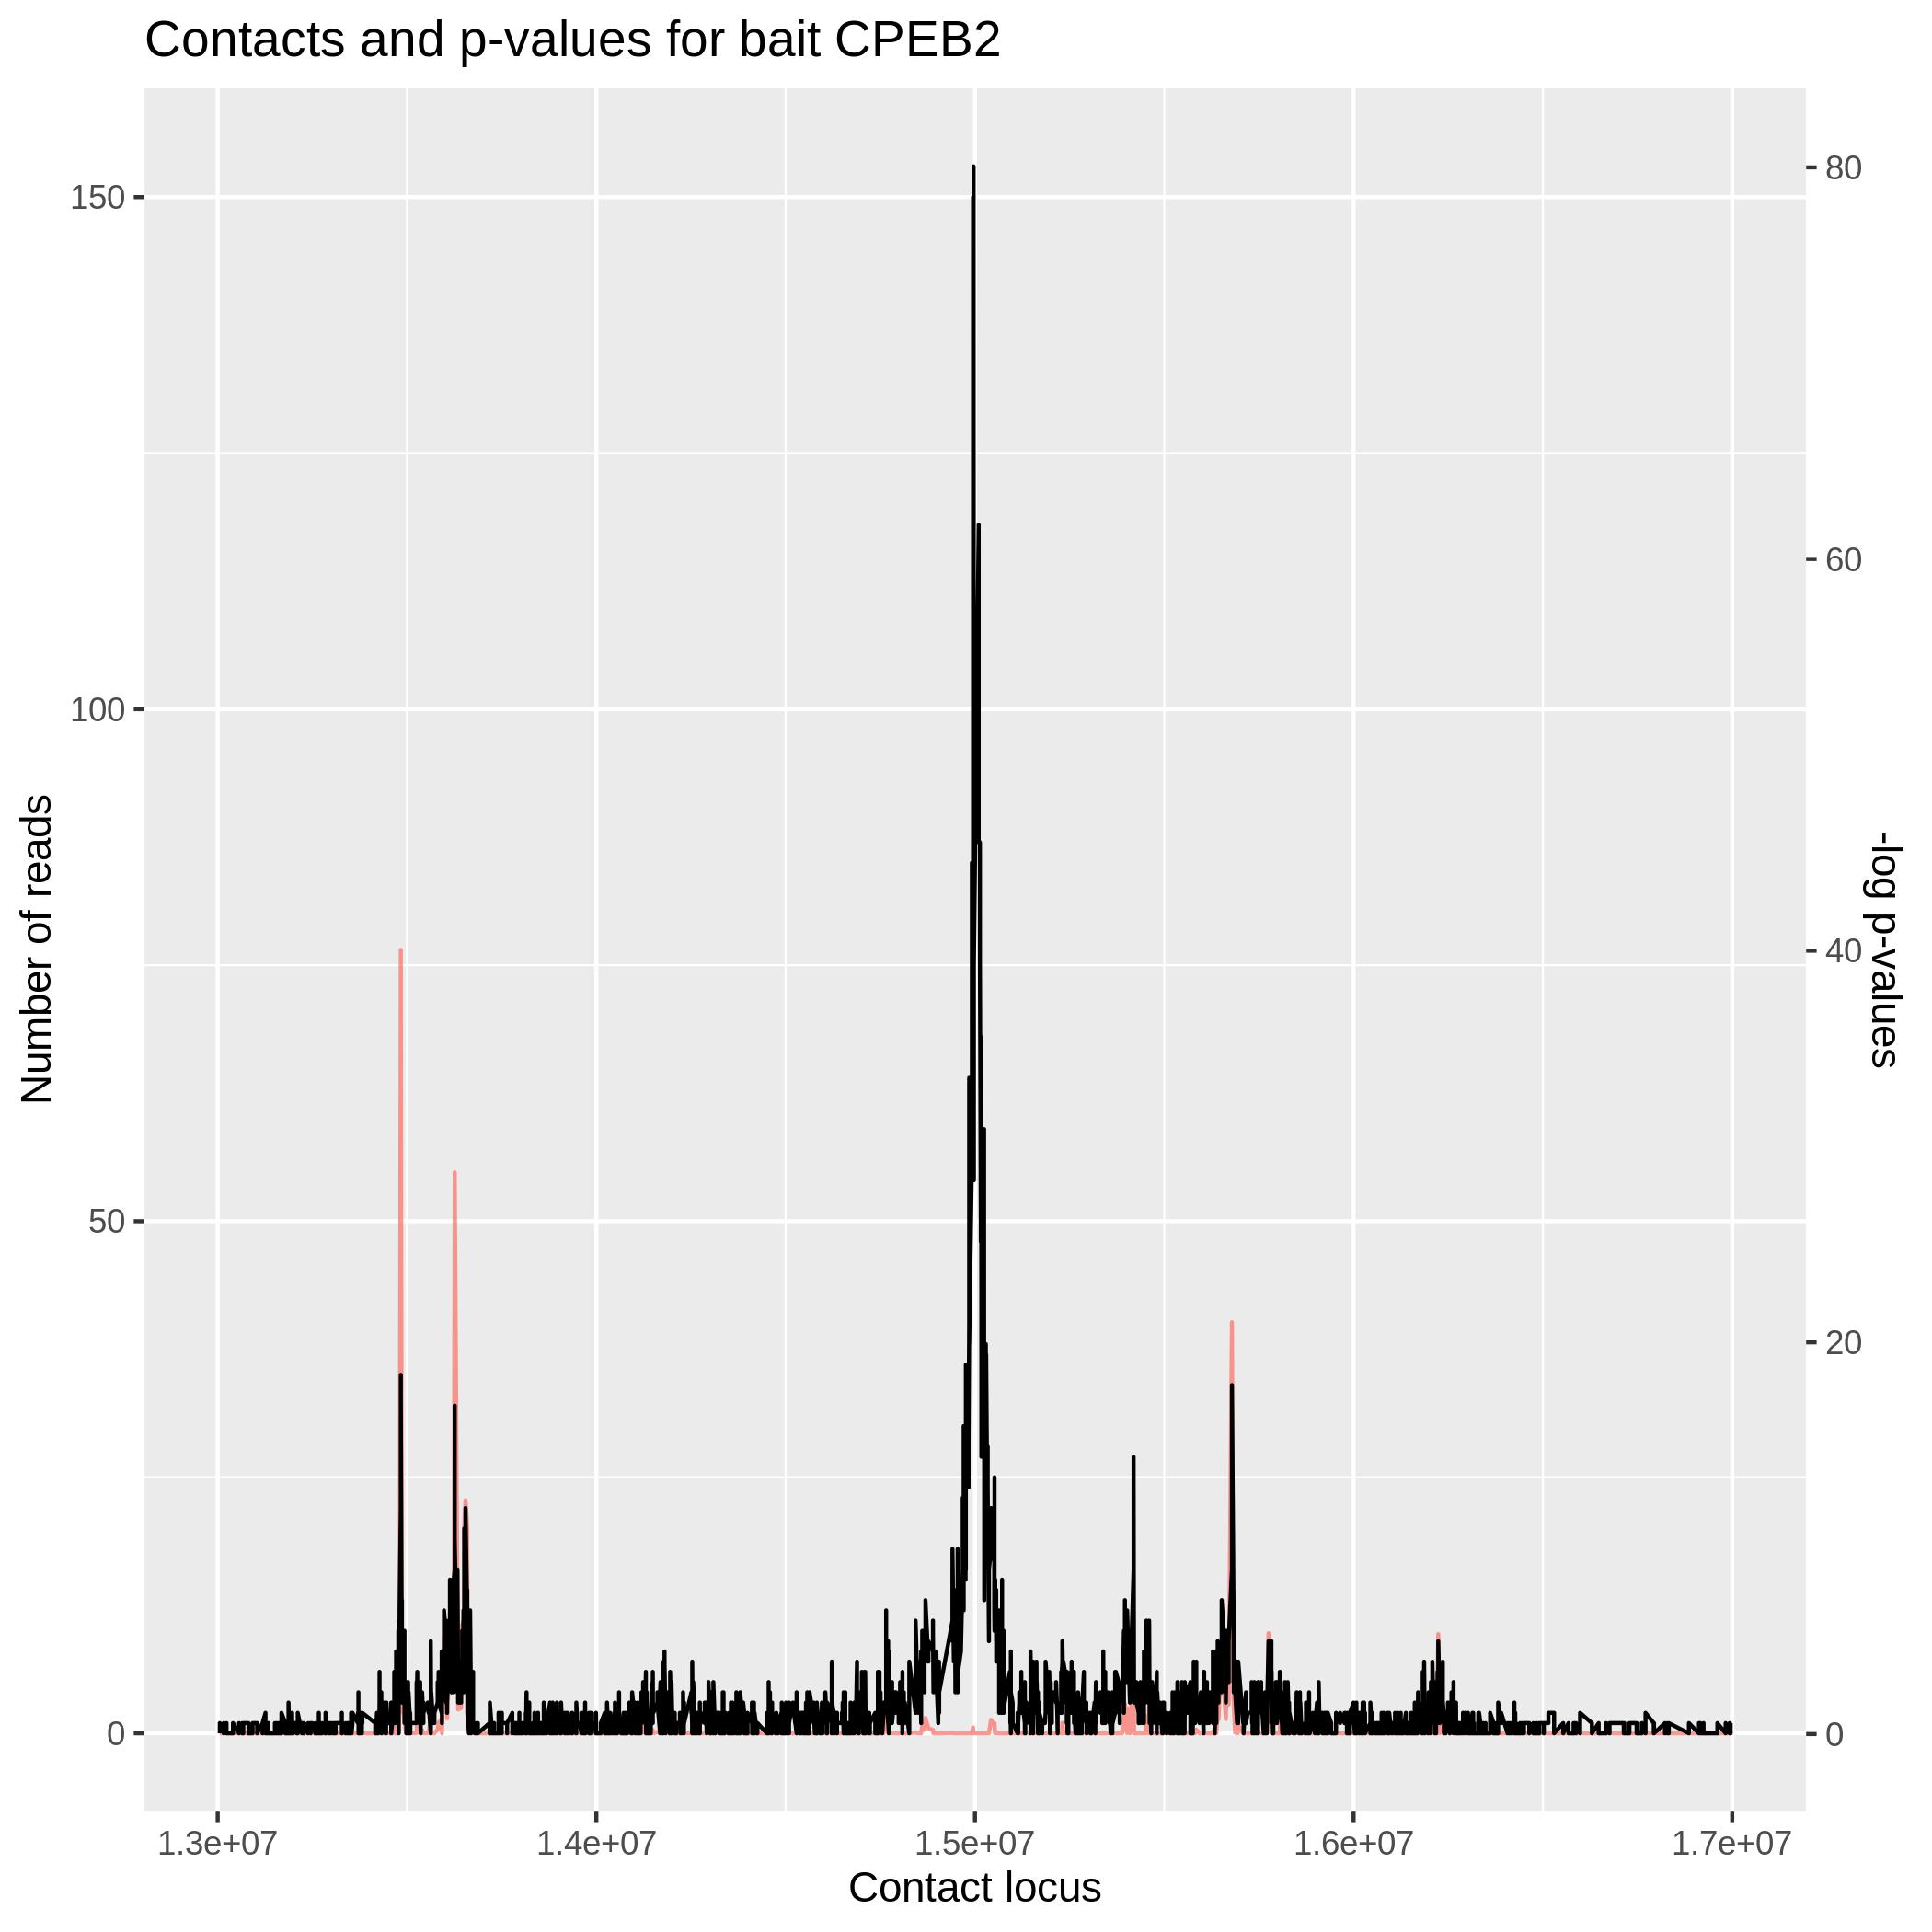 Contacts and p-values for bait CPEB2
150
100
50
0
80
60
40
20
0
Number of reads
-log p-values
1.3e+07 1.4e+07 1.5e+07 1.6e+07 1.7e+07
Contact locus